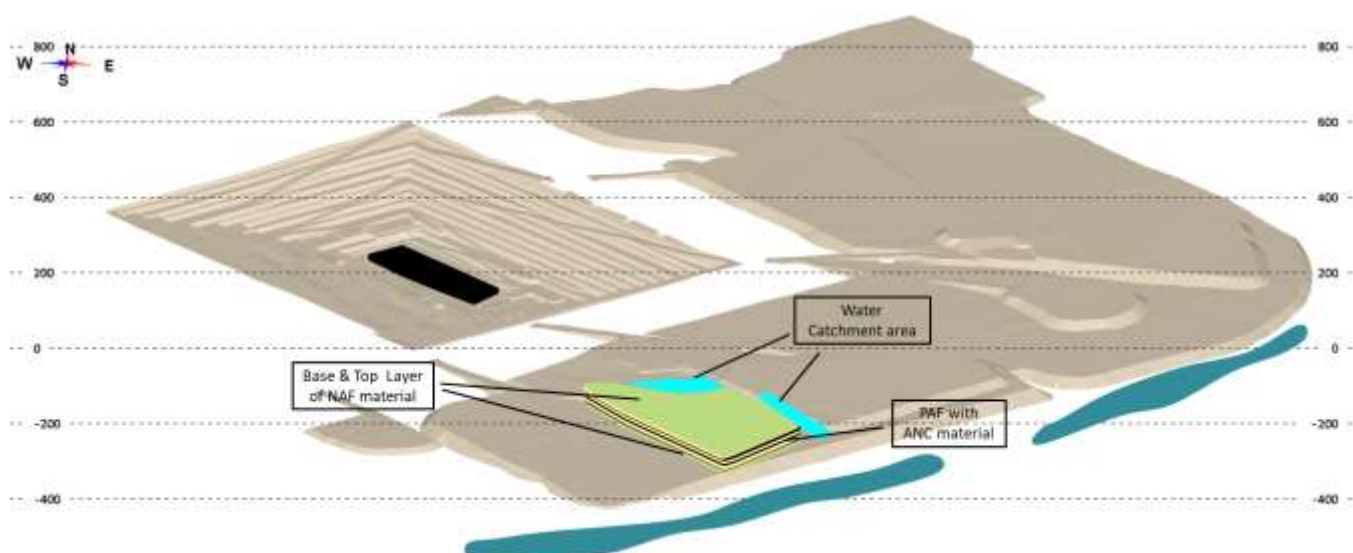 800
N
W
E
S
800
600
600
400
400
200
200
Water
Catchment area
0
0
Base & Top Layer
of NAF material
PAF with
ANC material
-200
-200
-400
-400